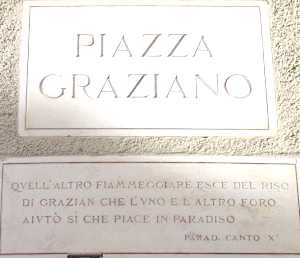 PIAZZA
GRAZIANO
QVELL'ALTRO FIAMMEGGIARE ESCE DEL RISO
DI GRAZIAN CHE L'VNO E L'ALTRO FORO
AIVTÒ SÌ CHE PIACE IN PARADISO
PARAD. CANTO Xº